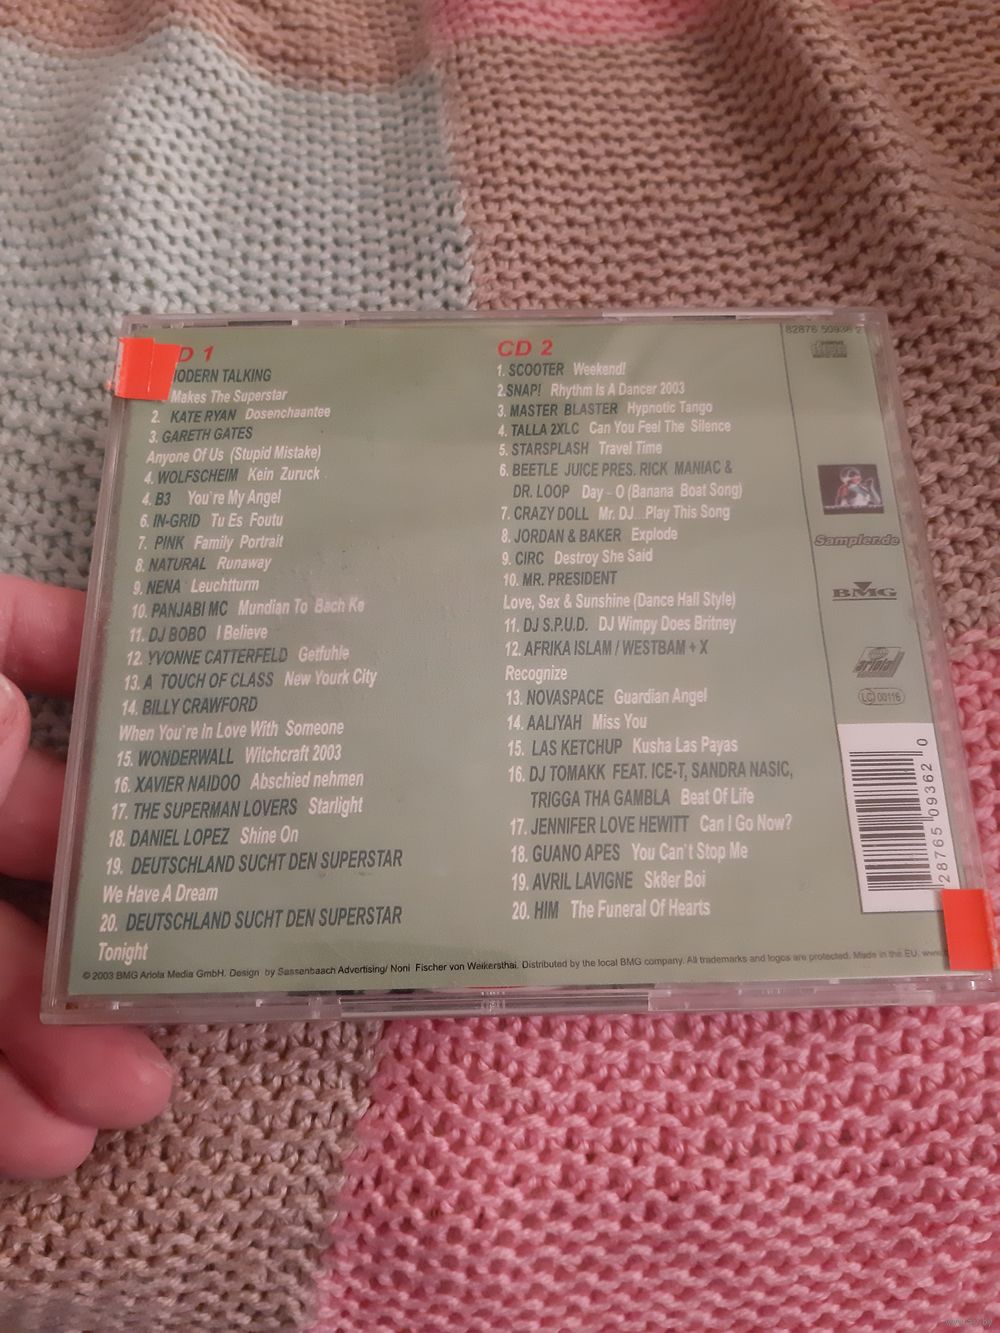 D 1
MODERN TALKING
Makes The Superstar
2. KATE RYAN Dosenchaantee
3. GARETH GATES
Anyone Of Us (Stupid Mistake)
4. WOLFSCHEIM Kein Zuruck
4. B3 You're My Angel
6. IN-GRID Tu Es Foutu
7. PINK Family Portrait
8. NATURAL Runaway
9. NENA Leuchtturm
10. PANJABI MC Mundian To Bach Ke
11. DJ BOBO I Believe
12. YVONNE CATTERFELD Getfuhle
13. A TOUCH OF CLASS New Yourk City
14. BILLY CRAWFORD
When You're in Love With Someone
15. WONDERWALL Witchcraft 2003
16. XAVIER NAIDOO Abschied nehmen
17. THE SUPERMAN LOVERS Starlight
18. DANIEL LOPEZ Shine On
19. DEUTSCHLAND SUCHT DEN SUPERSTAR
We Have A Dream
20. DEUTSCHLAND SUCHT DEN SUPERSTAR
Tonight
CD 2
1. SCOOTER Weekend!
2.SNAP! Rhythm Is A Dancer 2003
3. MASTER BLASTER Hypnotic Tango
4. TALLA 2XLC Can You Feel The Silence
5. STARSPLASH Travel Time
6. BEETLE JUICE PRES. RICK MANIAC &
DR. LOOP Day - O (Banana Boat Song)
7. CRAZY DOLL Mr. DJ...Play This Song
8. JORDAN & BAKER Explode
9. CIRC Destroy She Said
10. MR. PRESIDENT
Love, Sex & Sunshine (Dance Hall Style)
11. DJ S.P.U.D. DJ Wimpy Does Britney
12. AFRIKA ISLAM / WESTBAM + X
Recognize
13. NOVASPACE Guardian Angel
14. AALIYAH Miss You
15. LAS KETCHUP Kusha Las Payas
16. DJ TOMAKK FEAT. ICE-T, SANDRA NASIC,
TRIGGA THA GAMBLA Beat Of Life
17. JENNIFER LOVE HEWITT Can I Go Now?
18. GUANO APES You Can't Stop Me
19. AVRIL LAVIGNE Sk8er Boi
20. HIM The Funeral Of Hearts
82876 50936 2
Sampler.de
BMG
ariola
LC 00116
28765 09362 0
© 2003 BMG Ariola Media GmbH. Design by Sassenbaach Advertising/ Noni Fischer von Weikersthai. Distributed by the local BMG company. All trademarks and logos are protected. Made in the EU. www.